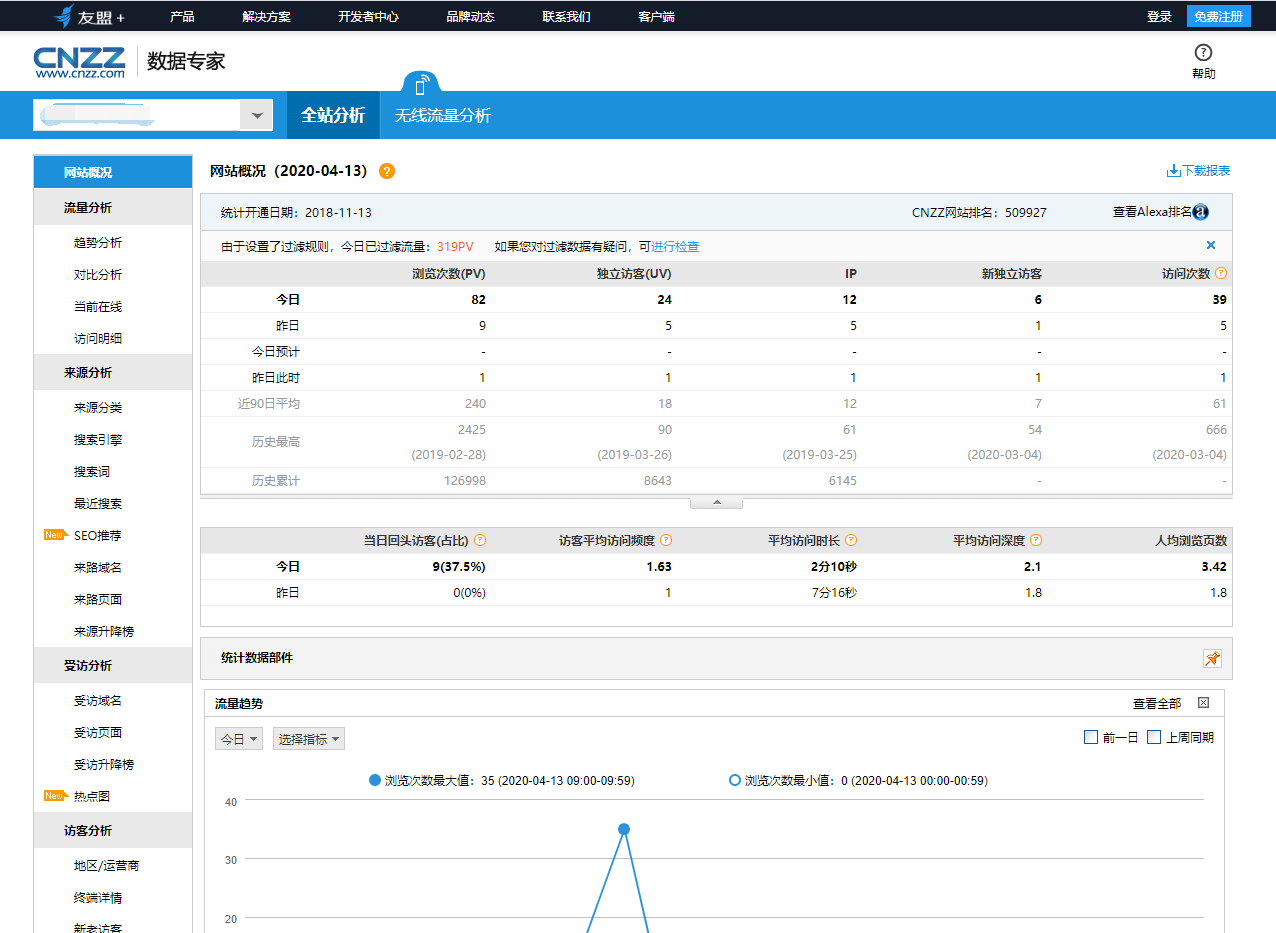 友盟+ 产品 解决方案 开发者中心 品牌动态 联系我们 客户端 登录 免费注册
CNZZ 数据专家
www.cnzz.com
帮助
全站分析 无线流量分析
网站概况
流量分析
趋势分析
对比分析
当前在线
访问明细
来源分析
来源分类
搜索引擎
搜索词
最近搜索
New SEO推荐
来路域名
来路页面
来源升降榜
受访分析
受访域名
受访页面
受访升降榜
New 热点图
访客分析
地区/运营商
终端详情
新老访客
网站概况（2020-04-13） ? 下载报表
统计开通日期：2018-11-13 CNZZ网站排名：509927 查看Alexa排名 a
由于设置了过滤规则，今日已过滤流量：319PV 如果您对过滤数据有疑问，可进行检查 ×
浏览次数(PV) 独立访客(UV) IP 新独立访客 访问次数 ?
今日 82 24 12 6 39
昨日 9 5 5 1 5
今日预计 - - - - -
昨日此时 1 1 1 1 1
近90日平均 240 18 12 7 61
历史最高 2425 90 61 54 666
(2019-02-28) (2019-03-26) (2019-03-25) (2020-03-04) (2020-03-04)
历史累计 126998 8643 6145 - -
当日回头访客(占比) ? 访客平均访问频度 ? 平均访问时长 ? 平均访问深度 ? 人均浏览页数
今日 9(37.5%) 1.63 2分10秒 2.1 3.42
昨日 0(0%) 1 7分16秒 1.8 1.8
统计数据部件
流量趋势 查看全部
今日 选择指标 前一日 上周同期
浏览次数最大值：35 (2020-04-13 09:00-09:59) 浏览次数最小值：0 (2020-04-13 00:00-00:59)
40
30
20